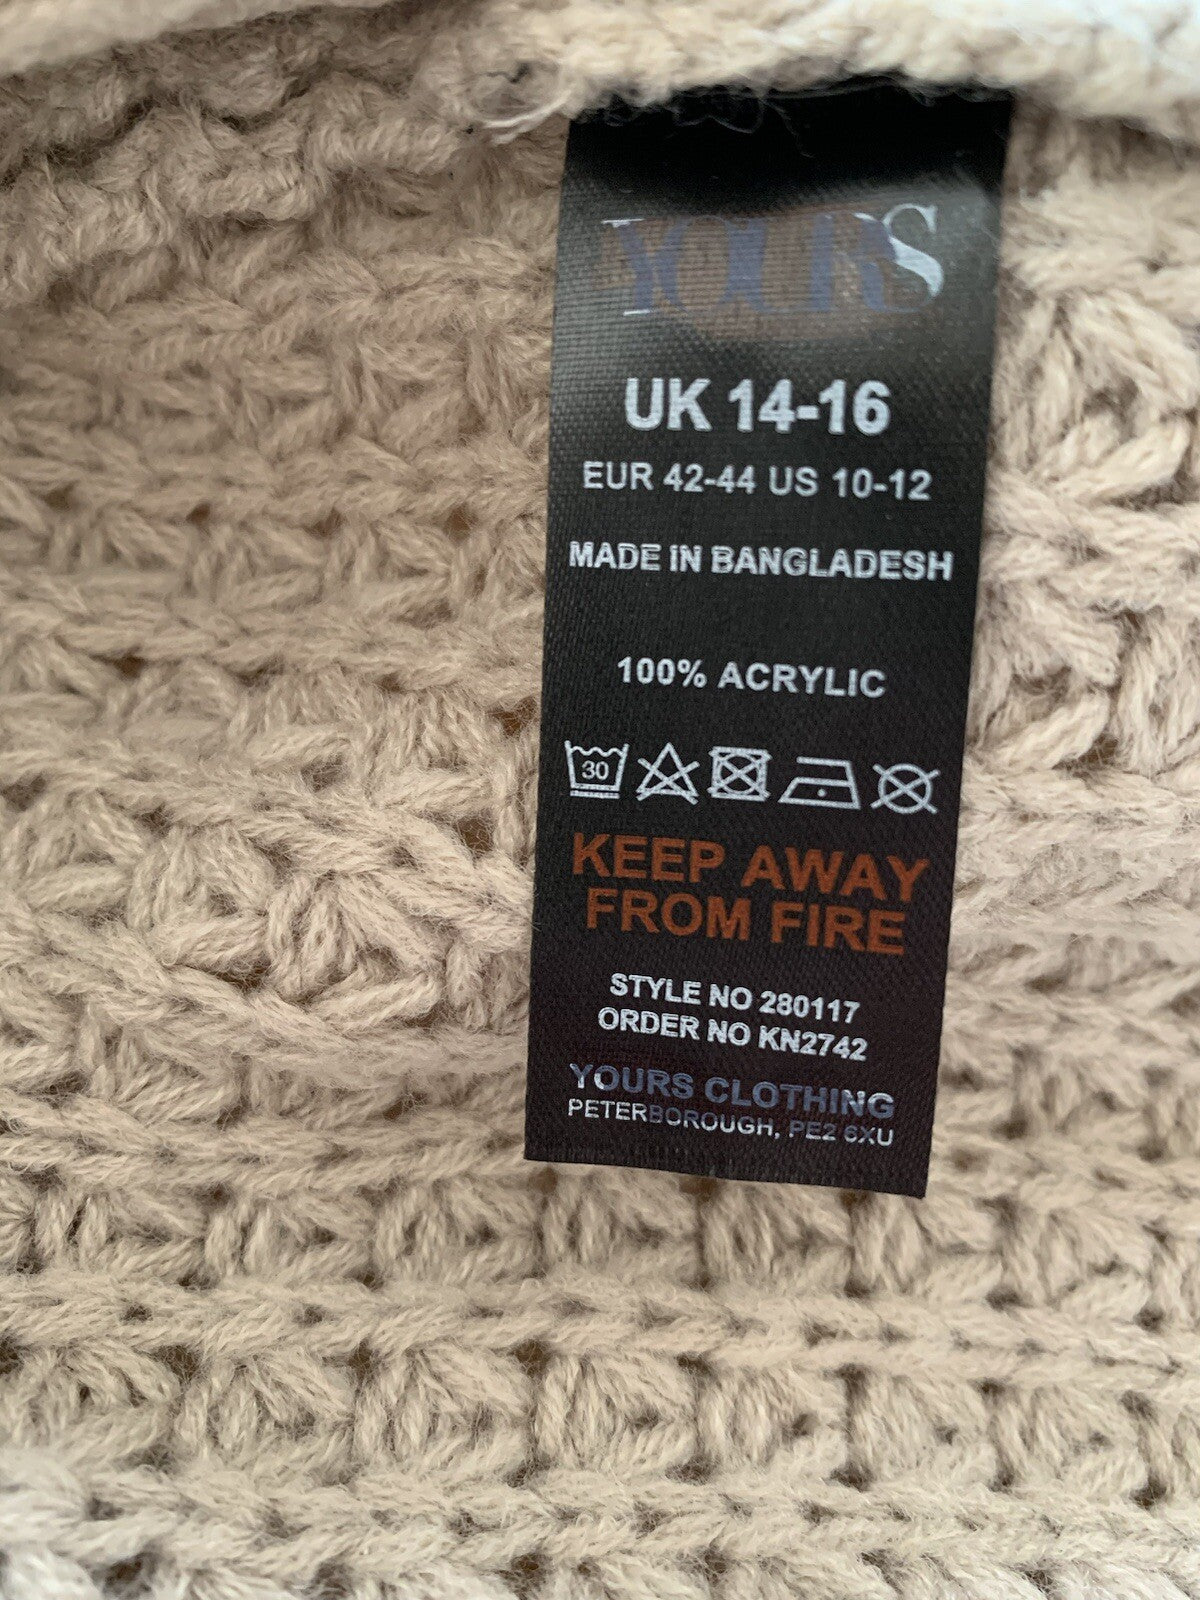 YOURS
UK 14-16
EUR 42-44 US 10-12
MADE IN BANGLADESH
100% ACRYLIC
30
KEEP AWAY
FROM FIRE
STYLE NO 280117
ORDER NO KN2742
YOURS CLOTHING
PETERBOROUGH, PE2 6XU